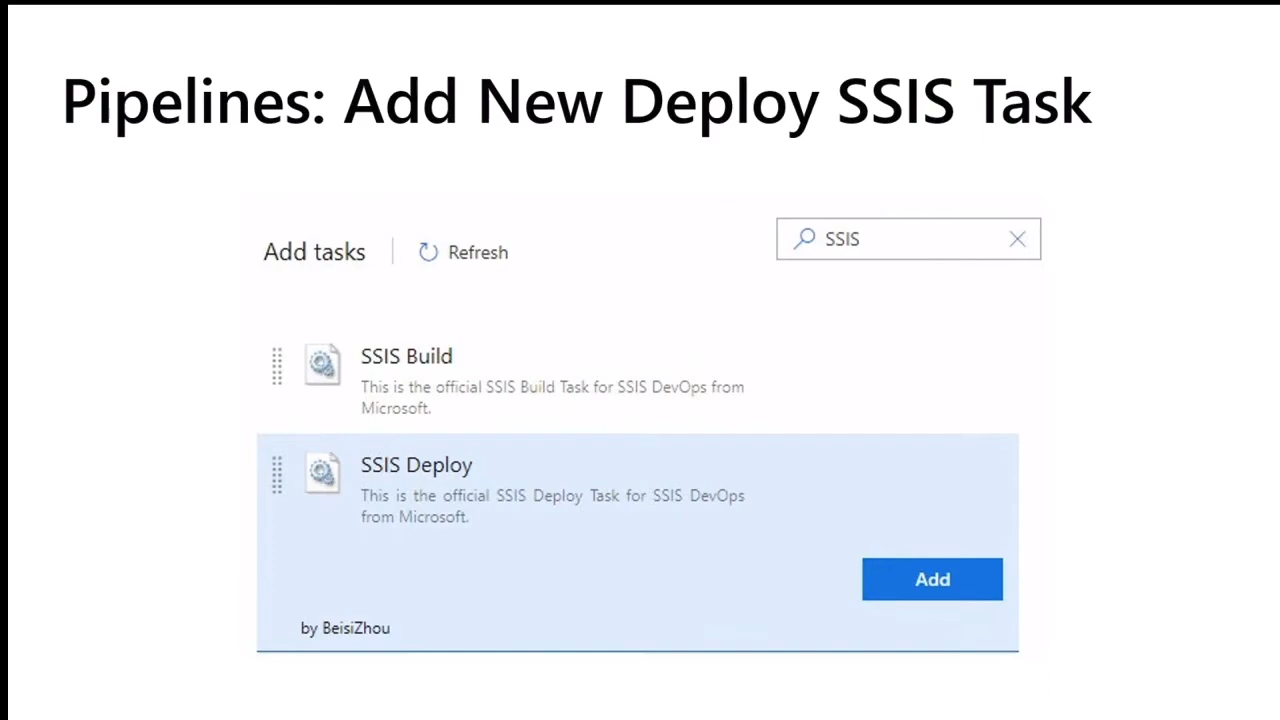 Pipelines: Add New Deploy SSIS Task
Add tasks
Refresh
SSIS
SSIS Build
This is the official SSIS Build Task for SSIS DevOps from
Microsoft.
SSIS Deploy
This is the official SSIS Deploy Task for SSIS DevOps
from Microsoft.
Add
by BeisiZhou